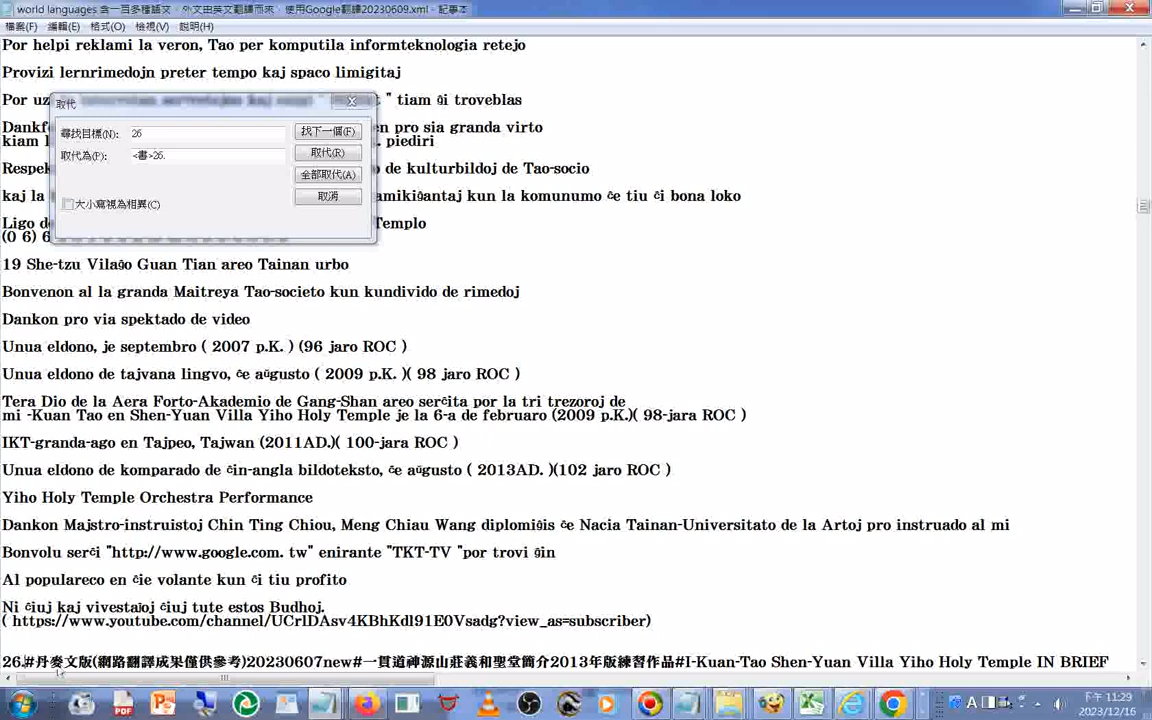 world languages 含一百多種語文 - 外文由英文翻譯而來 - 使用Google翻譯20230609.xml - 記事本
檔案(F) 編輯(E) 格式(O) 檢視(V) 說明(H)
Por helpi reklami la veron, Tao per komputila informteknologia retejo
Provizi lernrimedojn preter tempo kaj spaco limigitaj
Por uz " tiam ĝi troveblas
Dankf en pro sia granda virto
kiam l . piediri
Respek o de kulturbildoj de Tao-socio
kaj la amikiĝantaj kun la komunumo ĉe tiu ĉi bona loko
Ligo d Templo
(0 6) 6
取代
尋找目標(N): 26 找下一個(F)
取代為(P): <書>26. 取代(R)
全部取代(A)
取消
大小寫視為相異(C)
19 She-tzu Vilaĝo Guan Tian areo Tainan urbo
Bonvenon al la granda Maitreya Tao-societo kun kundivido de rimedoj
Dankon pro via spektado de video
Unua eldono, je septembro ( 2007 p.K. ) (96 jaro ROC )
Unua eldono de tajvana lingvo, ĉe aŭgusto ( 2009 p.K. )( 98 jaro ROC )
Tera Dio de la Aera Forto-Akademio de Gang-Shan areo serĉita por la tri trezoroj de
mi -Kuan Tao en Shen-Yuan Villa Yiho Holy Temple je la 6-a de februaro (2009 p.K.)( 98-jara ROC )
IKT-granda-ago en Tajpeo, Tajwan (2011AD.)( 100-jara ROC )
Unua eldono de komparado de ĉin-angla bildoteksto, ĉe aŭgusto ( 2013AD. )(102 jaro ROC )
Yiho Holy Temple Orchestra Performance
Dankon Majstro-instruistoj Chin Ting Chiou, Meng Chiau Wang diplomiĝis ĉe Nacia Tainan-Universitato de la Artoj pro instruado al mi
Bonvolu serĉi "http://www.google.com. tw" enirante "TKT-TV "por trovi ĝin
Al populareco en ĉie volante kun ĉi tiu profito
Ni ĉiuj kaj vivestaĵoj ĉiuj tute estos Budhoj.
( https://www.youtube.com/channel/UCrlDAsv4KBhKdl91E0Vsadg?view_as=subscriber)
26.#丹麥文版(網路翻譯成果僅供參考)20230607new#一貫道神源山莊義和聖堂簡介2013年版練習作品#I-Kuan-Tao Shen-Yuan Villa Yiho Holy Temple IN BRIEF
下午 11:29
2023/12/16